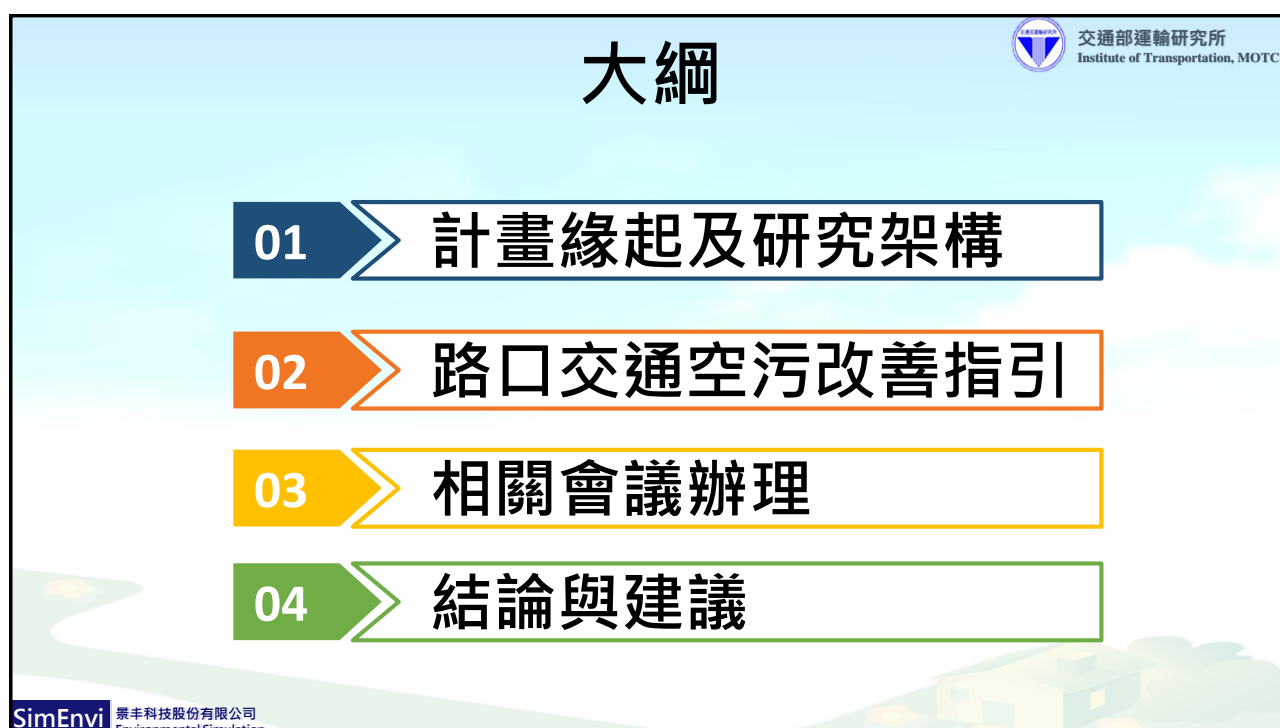 大綱
交通部運輸研究所
Institute of Transportation, MOTC
01 計畫緣起及研究架構
02 路口交通空污改善指引
03 相關會議辦理
04 結論與建議
SimEnvi 景丰科技股份有限公司
Environmental Simulation